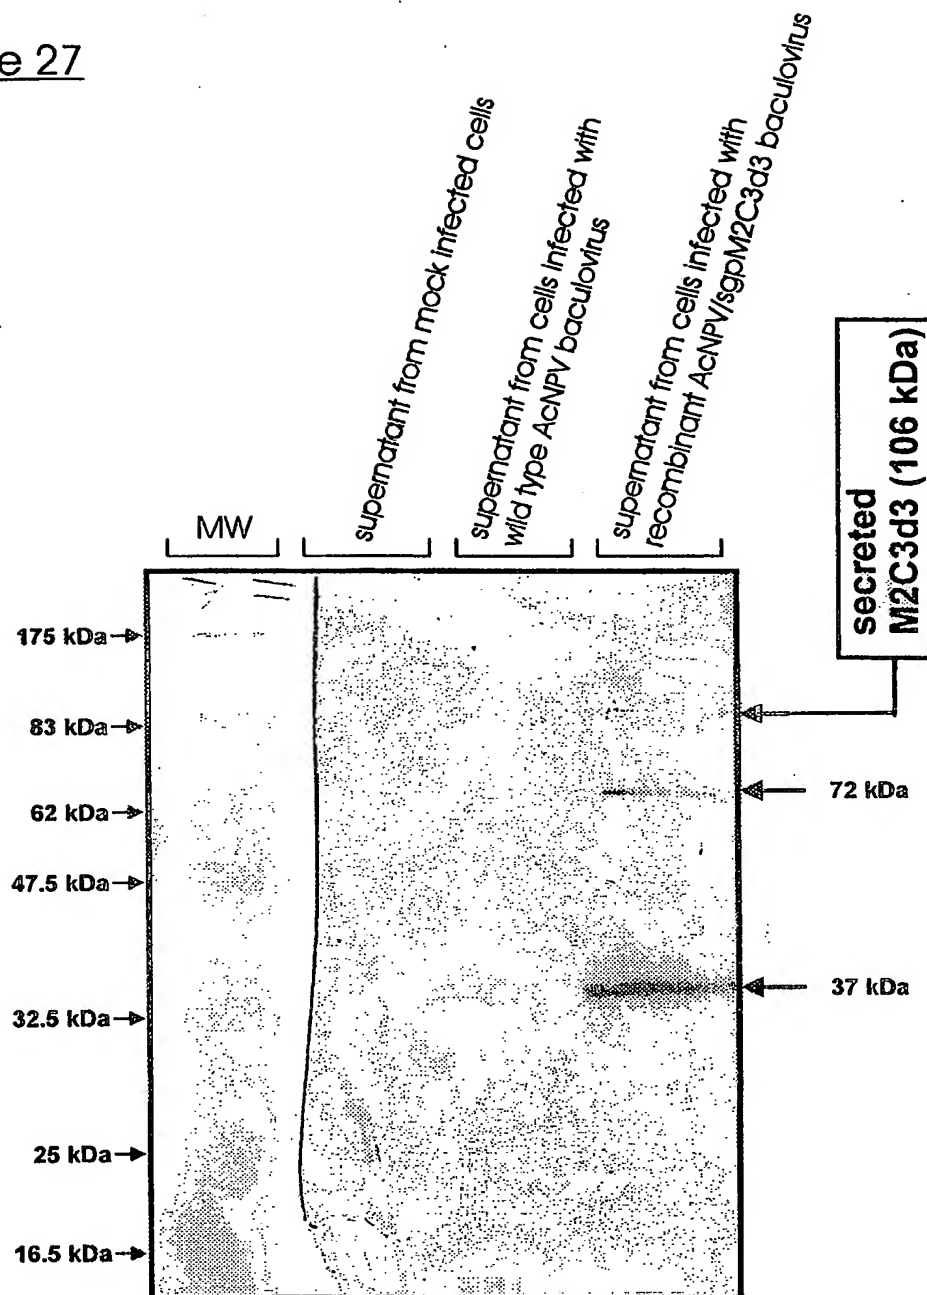 e 27
supernatant from mock infected cells
supernatant from cells infected with
wild type AcNPV baculovirus
supernatant from cells infected with
recombinant AcNPV/sgpM2C3d3 baculovirus
MW
secreted
M2C3d3 (106 kDa)
175 kDa
83 kDa
62 kDa
47.5 kDa
32.5 kDa
25 kDa
16.5 kDa
72 kDa
37 kDa